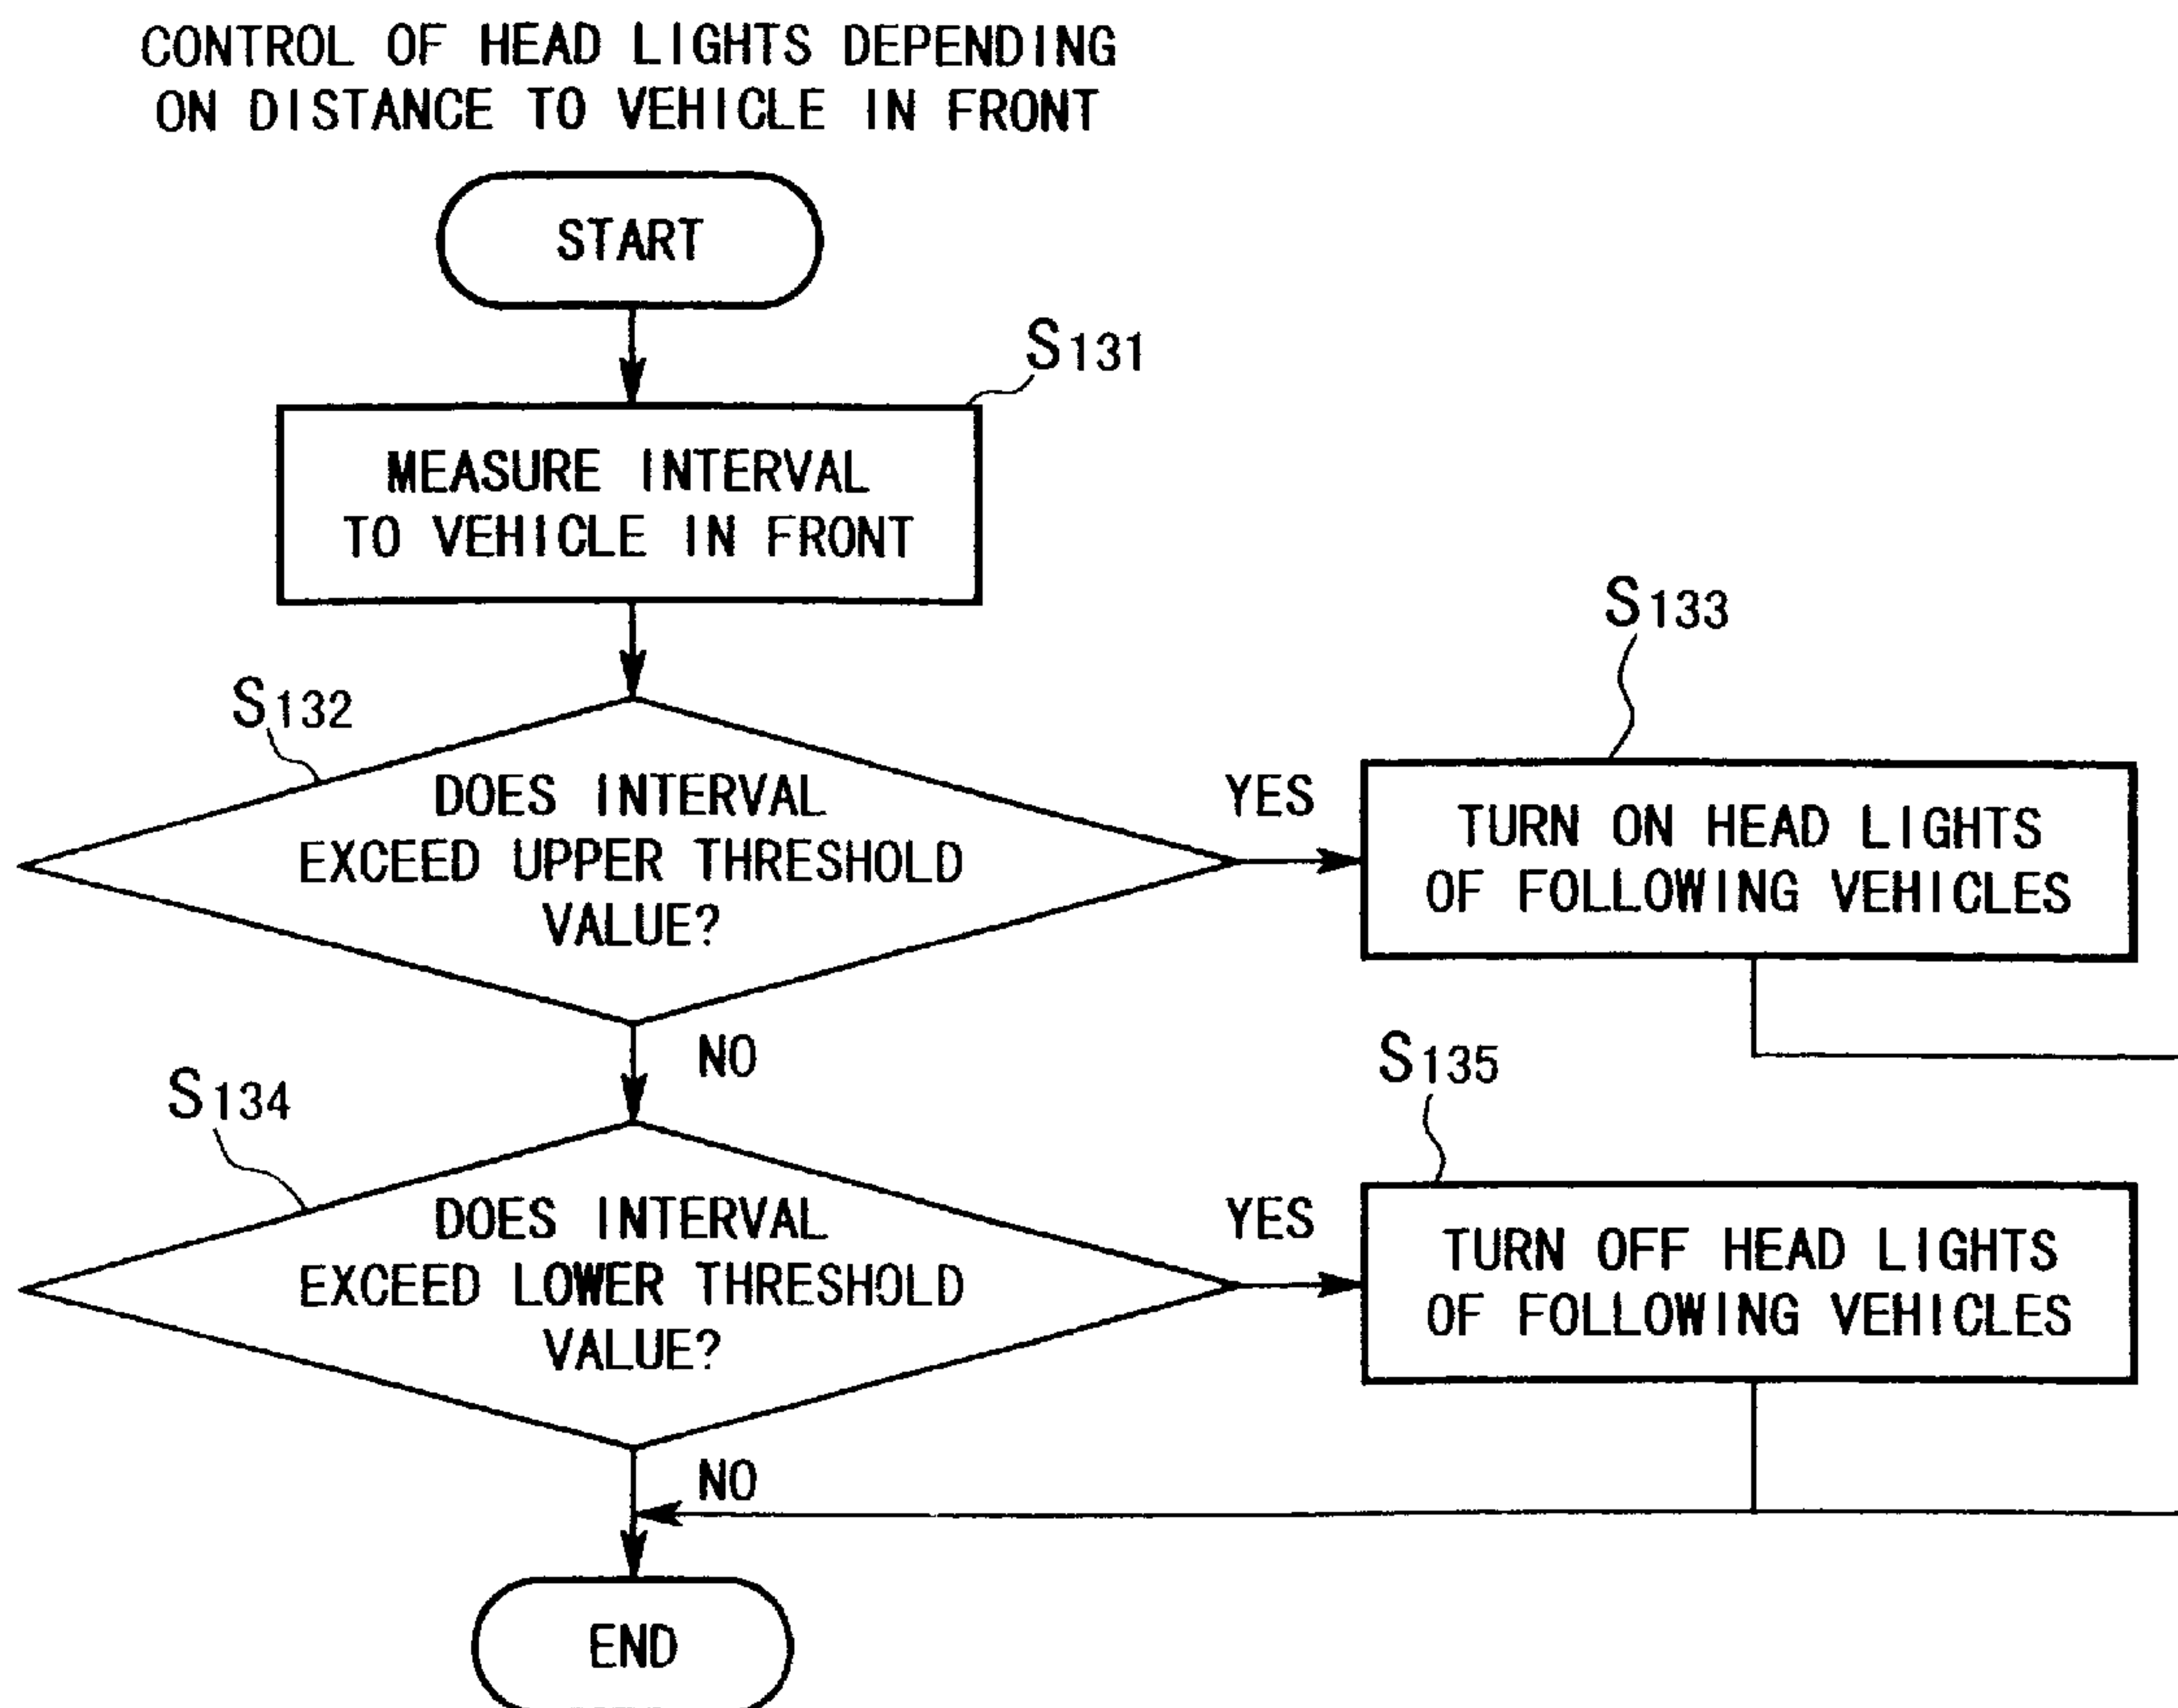 CONTROL OF HEAD LIGHTS DEPENDING
ON DISTANCE TO VEHICLE IN FRONT
START
S131
MEASURE INTERVAL
TO VEHICLE IN FRONT
S132
DOES INTERVAL
EXCEED UPPER THRESHOLD
VALUE?
YES
S133
TURN ON HEAD LIGHTS
OF FOLLOWING VEHICLES
NO
S134
DOES INTERVAL
EXCEED LOWER THRESHOLD
VALUE?
YES
S135
TURN OFF HEAD LIGHTS
OF FOLLOWING VEHICLES
NO
END